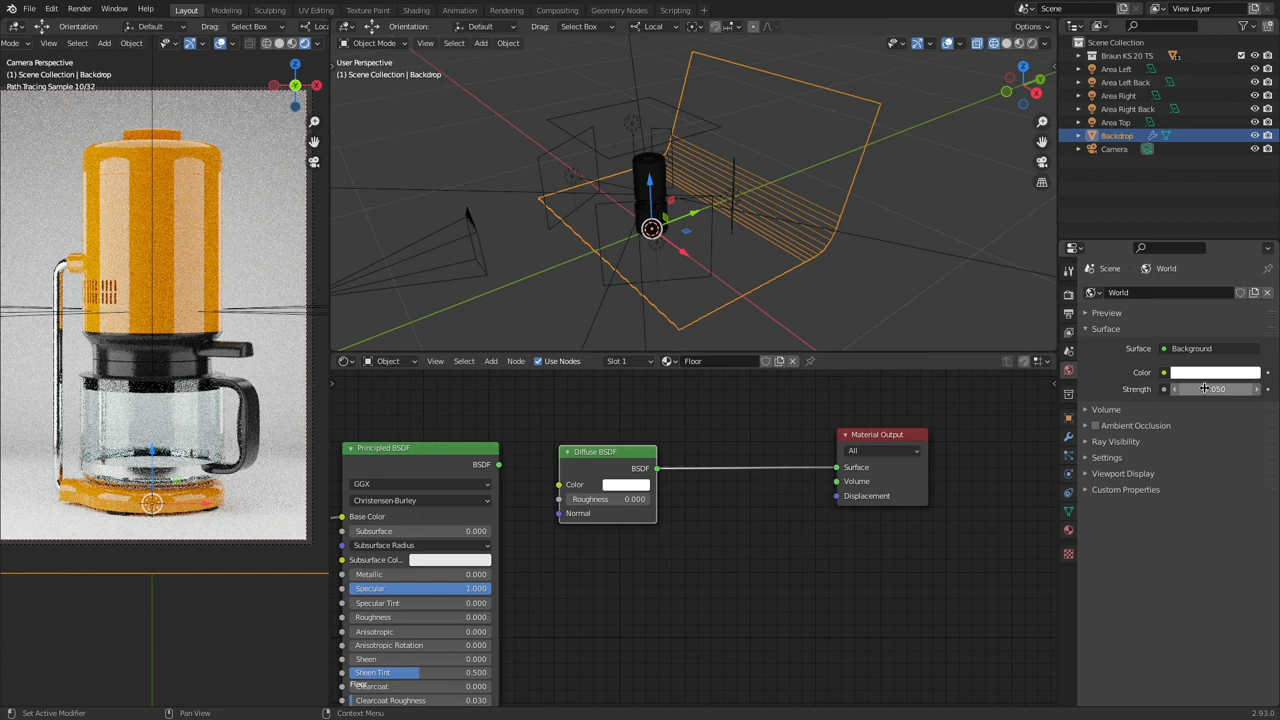 File Edit Render Window Help Layout Modeling Sculpting UV Editing Texture Paint Shading Animation Rendering Compositing Geometry Nodes Scripting + Scene View Layer
Orientation: Default Drag: Select Box Orientation: Default Drag: Select Box Local Options
Mode View Select Add Object Object Mode View Select Add Object
Camera Perspective
(1) Scene Collection | Backdrop
Path Tracing Sample 10/32
User Perspective
(1) Scene Collection | Backdrop
Z
Y
X
Z
Y
X
Scene Collection
Braun KS 20 TS
Area Left
Area Left Back
Area Right
Area Right Back
Area Top
Backdrop
Camera
Scene World
World
Preview
Surface
Surface Background
Color
Strength .050
Volume
Ambient Occlusion
Ray Visibility
Settings
Viewport Display
Custom Properties
Object View Select Add Node Use Nodes Slot 1 Floor
Principled BSDF
BSDF
GGX
Christensen-Burley
Base Color
Subsurface 0.000
Subsurface Radius
Subsurface Col...
Metallic 0.000
Specular 1.000
Specular Tint 0.000
Roughness 0.000
Anisotropic 0.000
Anisotropic Rotation 0.000
Sheen 0.000
Sheen Tint 0.500
Floor
Clearcoat 0.000
Clearcoat Roughness 0.030
Diffuse BSDF
BSDF
Color
Roughness 0.000
Normal
Material Output
All
Surface
Volume
Displacement
Set Active Modifier Pan View Context Menu 2.93.0